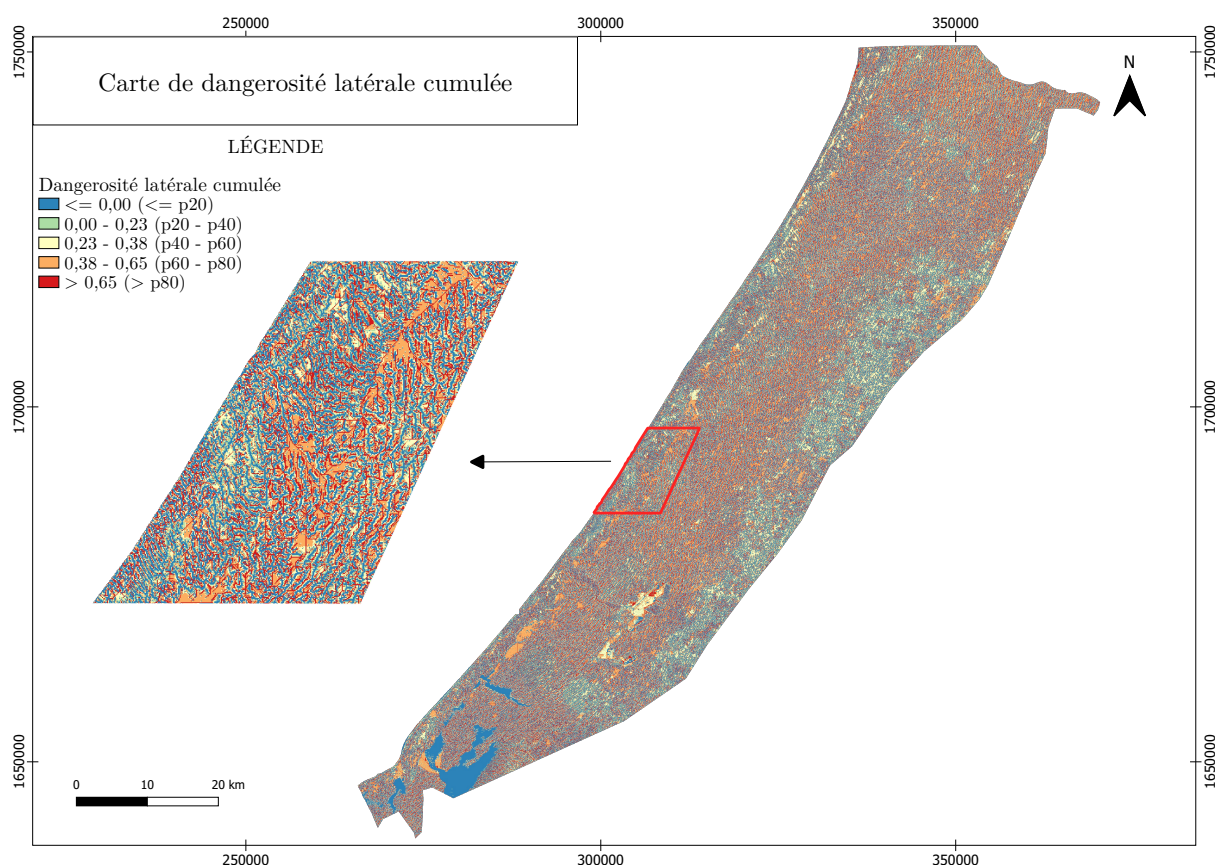 250000
300000
350000
1750000
1750000
Carte de dangerosité latérale cumulée
N
LÉGENDE
Dangerosité latérale cumulée
<= 0,00 (<= p20)
0,00 - 0,23 (p20 - p40)
0,23 - 0,38 (p40 - p60)
0,38 - 0,65 (p60 - p80)
> 0,65 (> p80)
1700000
1700000
1650000
1650000
0
10
20 km
250000
300000
350000